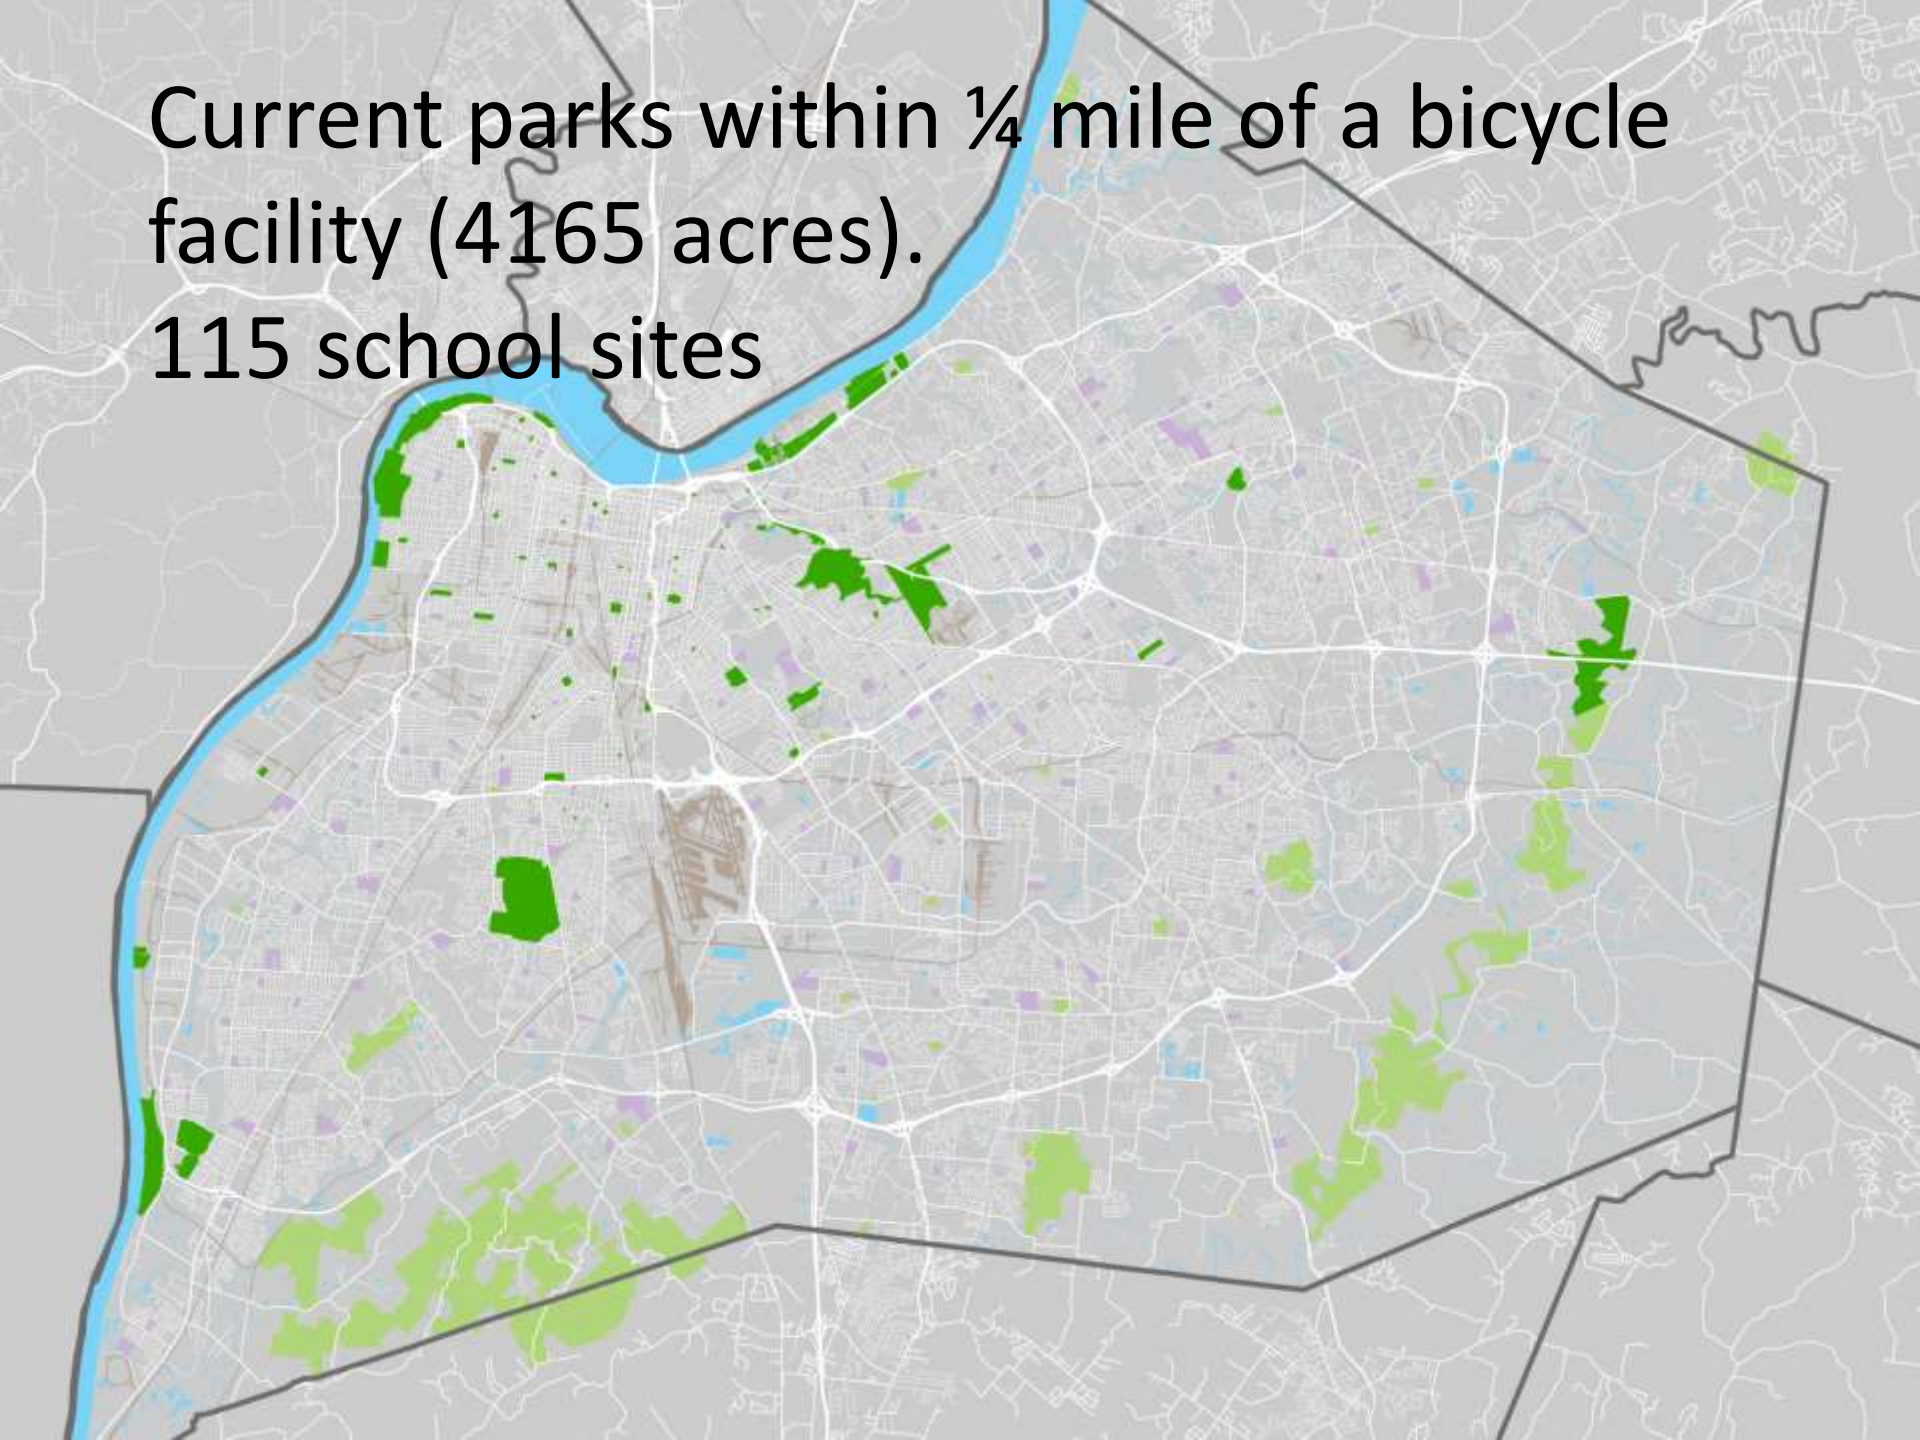 Current parks within ¼ mile of a bicycle
facility (4165 acres).
115 school sites